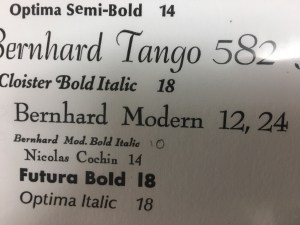 Optima Semi-Bold 14
Bernhard Tango 582
Cloister Bold Italic 18
Bernhard Modern 12, 24
Bernhard Mod. Bold Italic 10
Nicolas Cochin 14
Futura Bold 18
Optima Italic 18